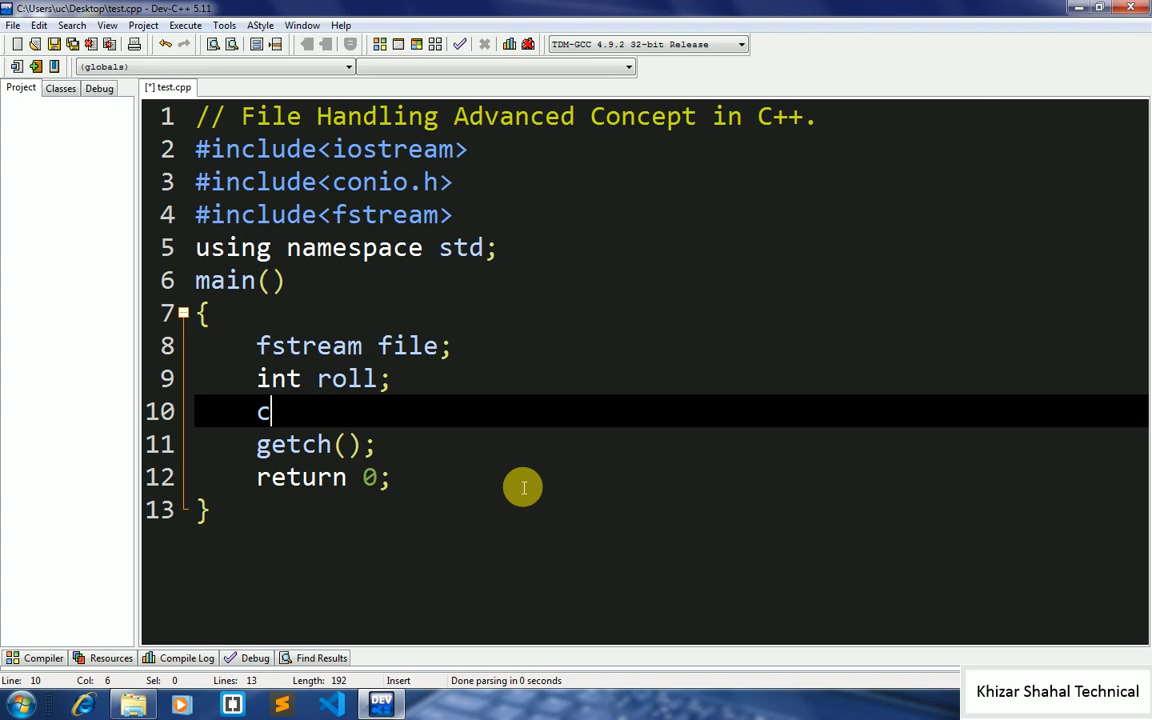 C:\Users\uc\Desktop\test.cpp - Dev-C++ 5.11
File Edit Search View Project Execute Tools AStyle Window Help
TDM-GCC 4.9.2 32-bit Release
(globals)
Project Classes Debug [*] test.cpp
1 // File Handling Advanced Concept in C++.
2 #include<iostream>
3 #include<conio.h>
4 #include<fstream>
5 using namespace std;
6 main()
7 {
8 fstream file;
9 int roll;
10 c
11 getch();
12 return 0;
13 }
Compiler Resources Compile Log Debug Find Results
Line: 10 Col: 6 Sel: 0 Lines: 13 Length: 192 Insert Done parsing in 0 seconds
DEV
Khizar Shahal Technical